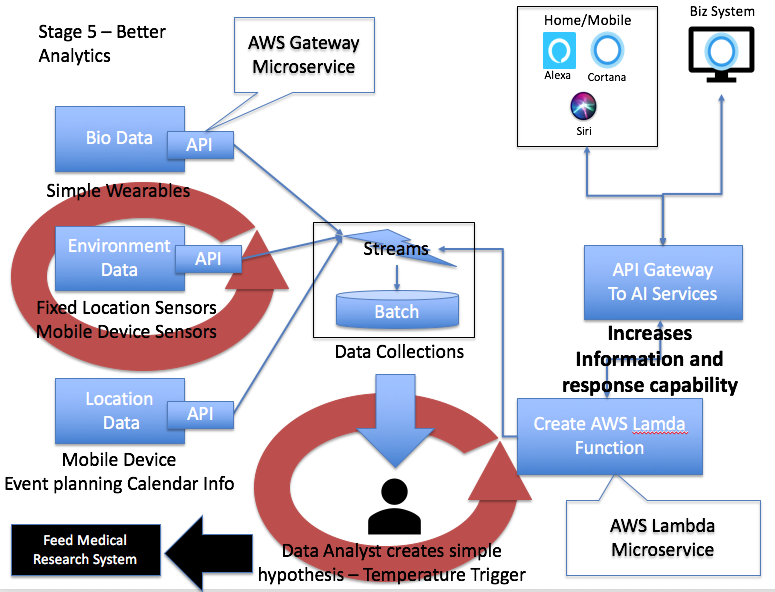 Stage 5 – Better
Analytics
AWS Gateway
Microservice
Home/Mobile
Alexa
Cortana
Siri
Biz System
Bio Data
API
Simple Wearables
Environment
Data
API
Fixed Location Sensors
Mobile Device Sensors
Location
Data
API
Mobile Device
Event planning Calendar Info
Streams
Batch
Data Collections
API Gateway
To AI Services
Increases
Information and
response capability
Create AWS Lamda
Function
AWS Lambda
Microservice
Data Analyst creates simple
hypothesis – Temperature Trigger
Feed Medical
Research System